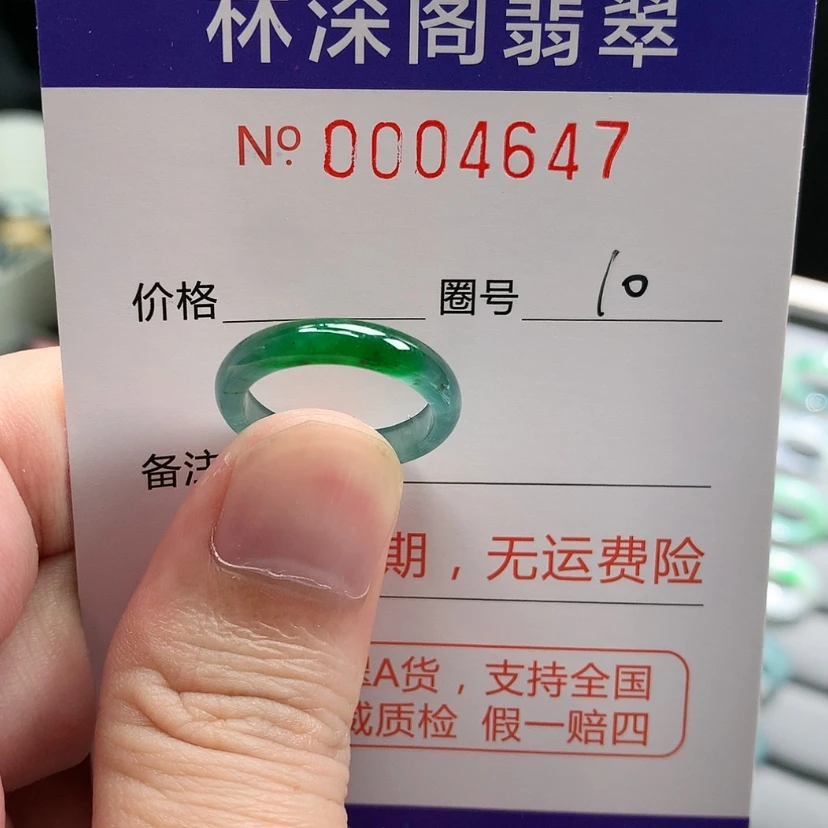 林深阁翡翠
Nº. 0004647
价格 圈号 10
备注
期，无运费险
A货，支持全国
质检 假一赔四